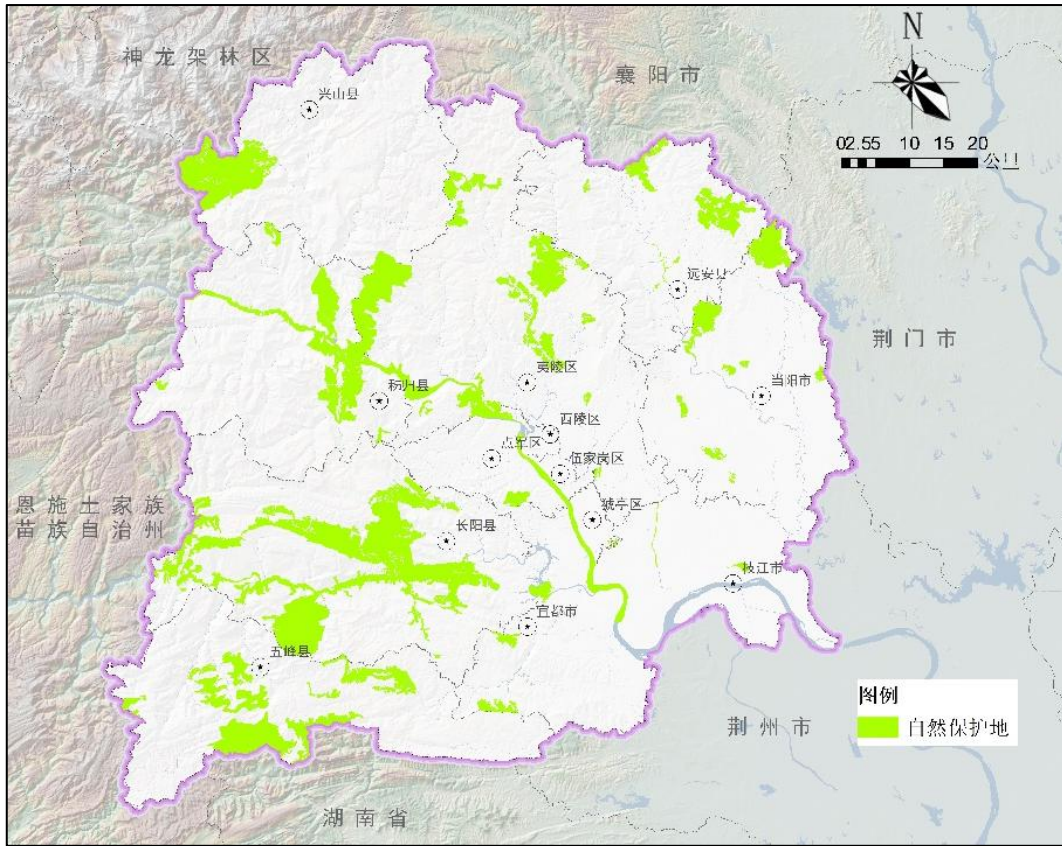 神龙架林区
襄阳市
N
兴山县
02.55 10 15 20
公里
远安县
荆门市
夷陵区
当阳市
秭归县
西陵区
点军区
伍家岗区
恩施土家族
苗族自治州
猇亭区
长阳县
枝江市
宜都市
五峰县
图例
自然保护地
荆州市
湖南省